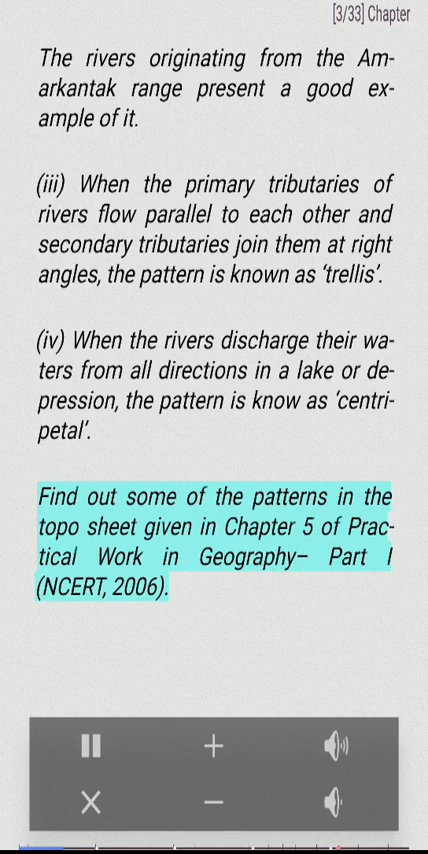 [3/33] Chapter
The rivers originating from the Am-
arkantak range present a good ex-
ample of it.
(iii) When the primary tributaries of
rivers flow parallel to each other and
secondary tributaries join them at right
angles, the pattern is known as ‘trellis’.
(iv) When the rivers discharge their wa-
ters from all directions in a lake or de-
pression, the pattern is know as ‘centri-
petal’.
Find out some of the patterns in the
topo sheet given in Chapter 5 of Prac-
tical Work in Geography– Part I
(NCERT, 2006).